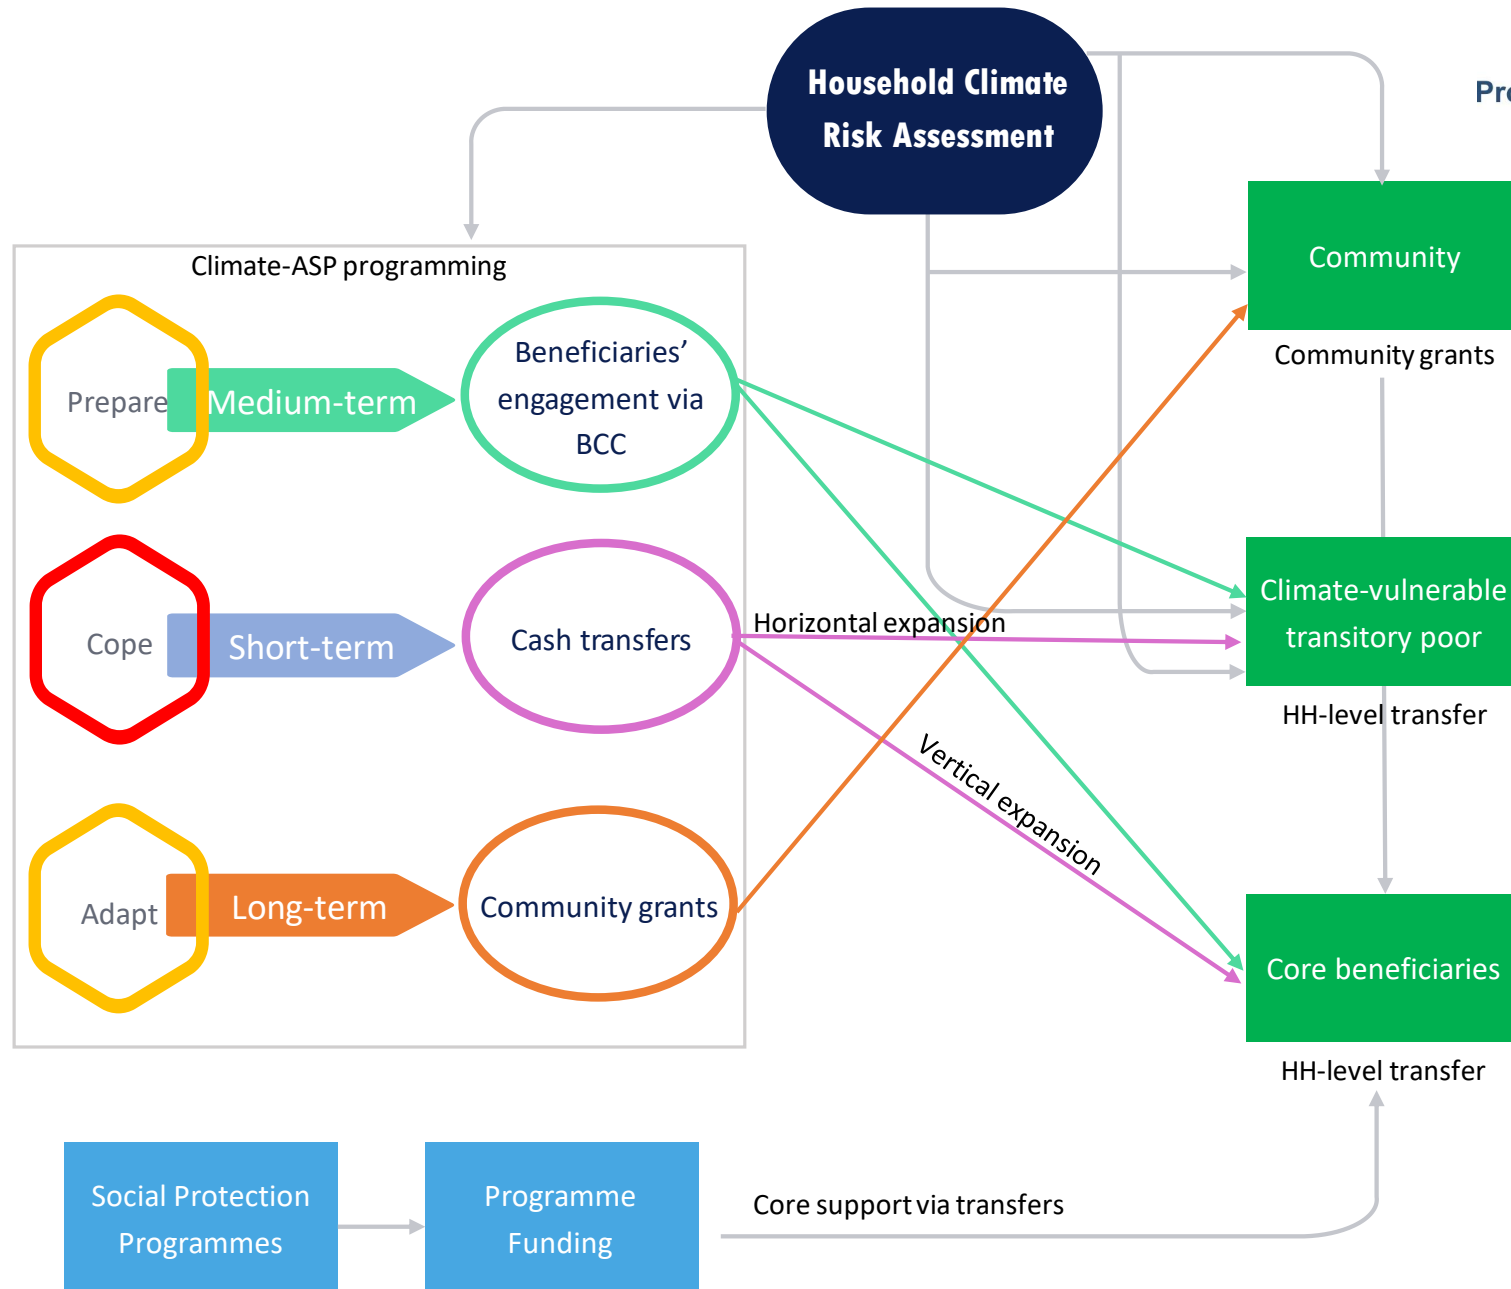 Household Climate
Risk Assessment
Community
Community grants
Climate-ASP programming
Prepare
Medium-term
Beneficiaries’
engagement via
BCC
Cope
Short-term
Cash transfers
Horizontal expansion
Climate-vulnerable
transitory poor
HH-level transfer
Vertical expansion
Adapt
Long-term
Community grants
Core beneficiaries
HH-level transfer
Social Protection
Programmes
Programme
Funding
Core support via transfers